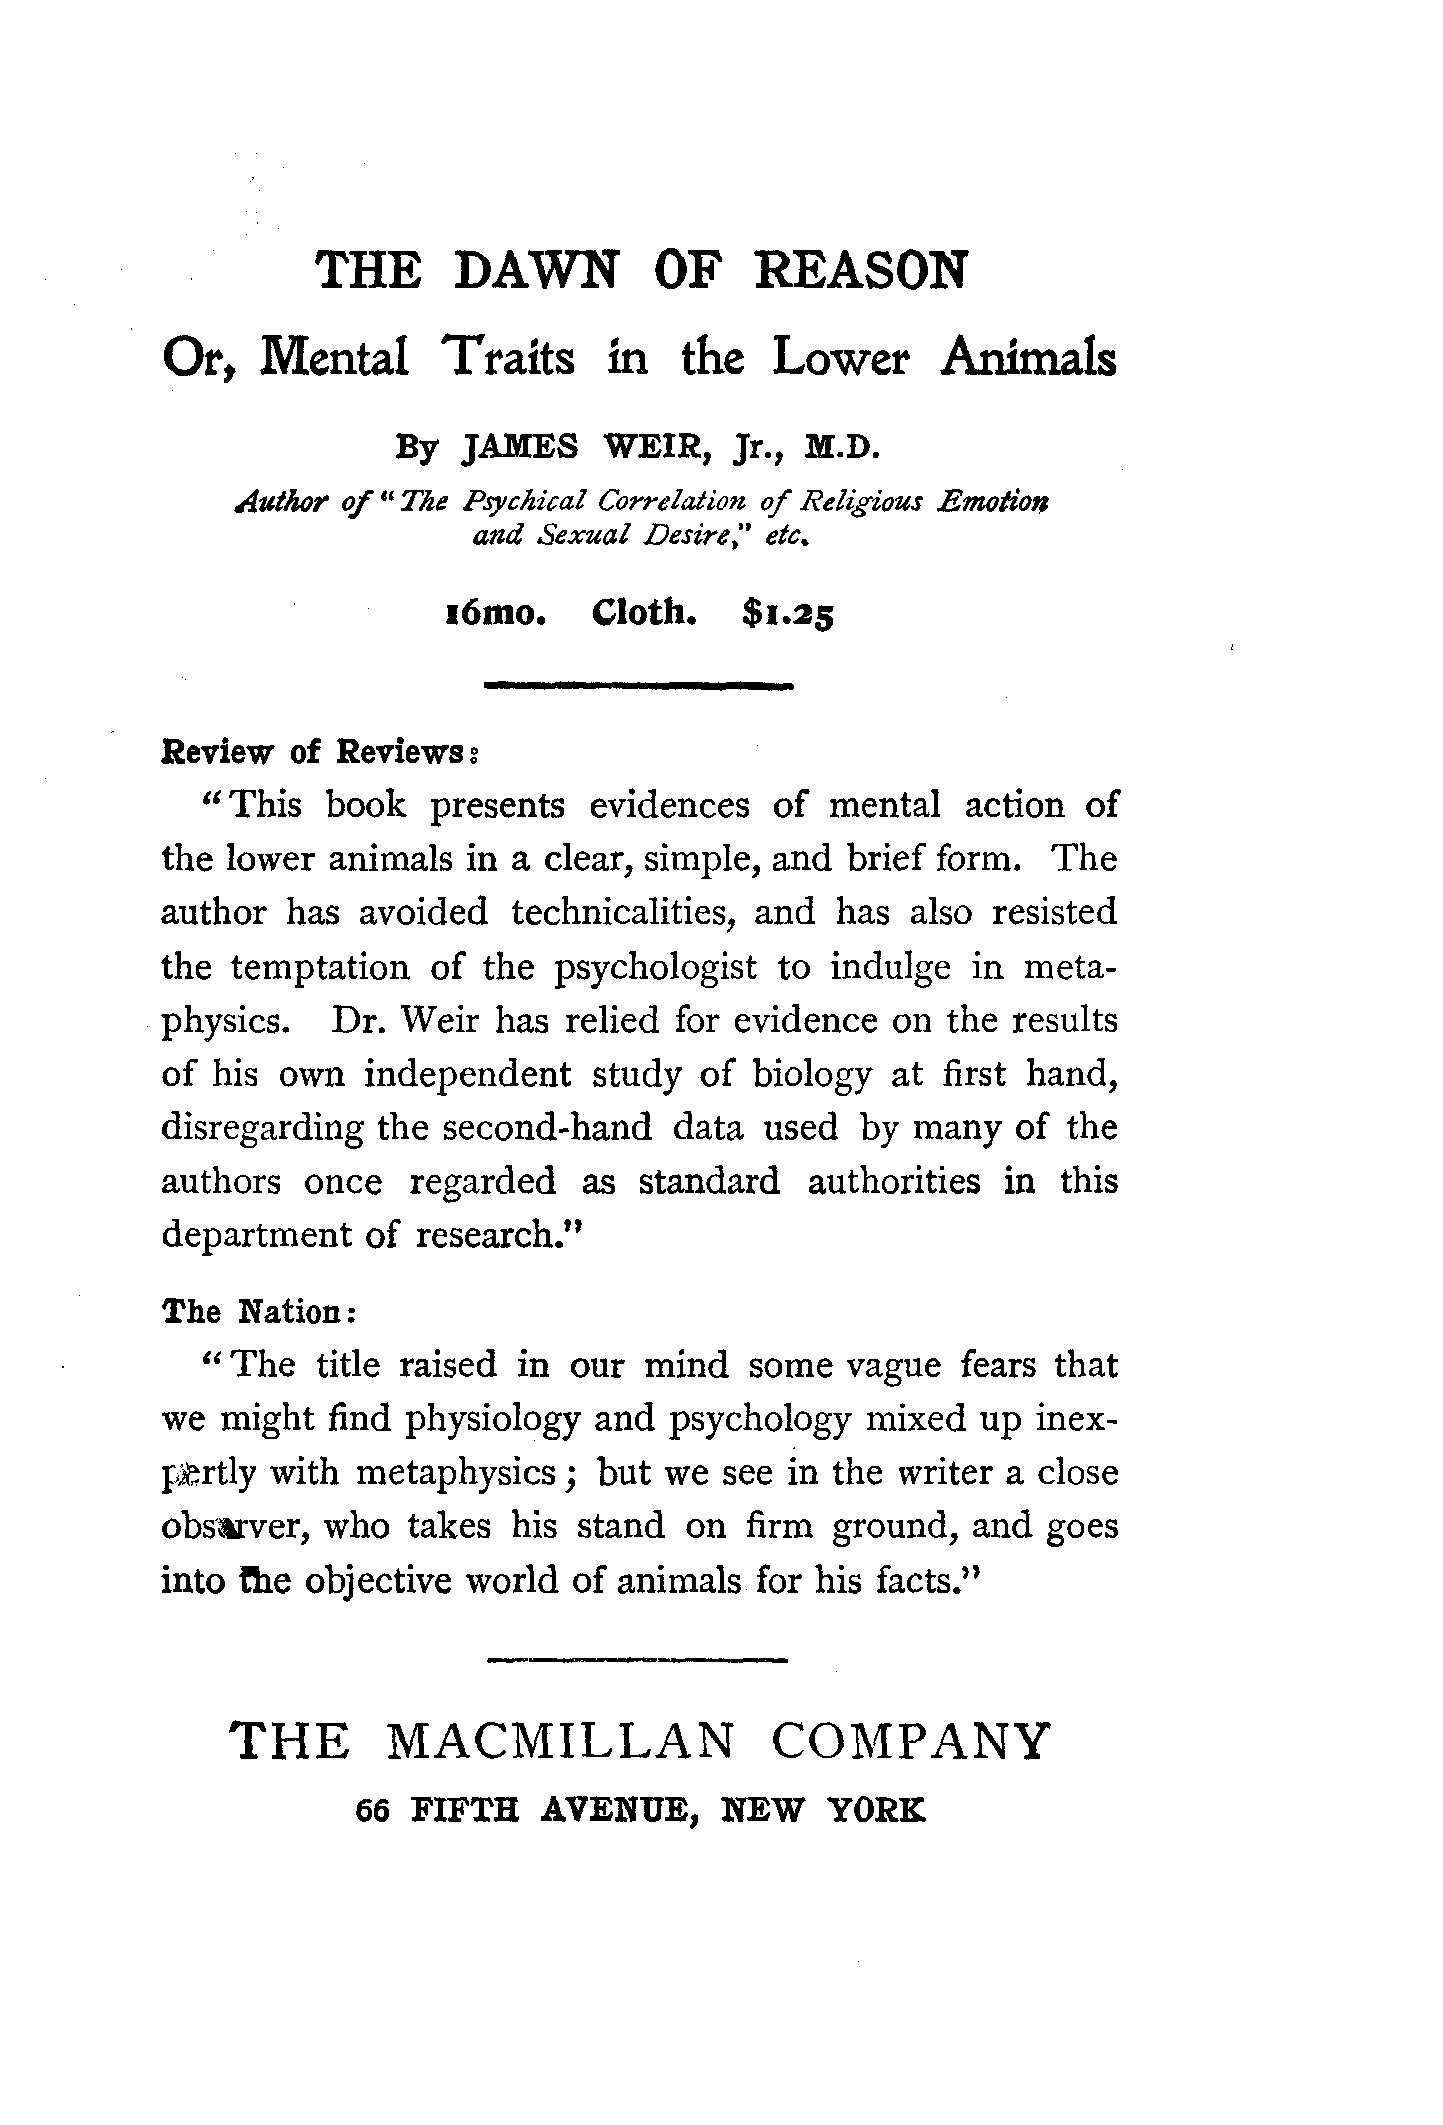 THE DAWN OF REASON
Or, Mental Traits in the Lower Animals
By JAMES WEIR, Jr., M.D.
Author of "The Psychical Correlation of Religious Emotion
and Sexual Desire," etc.
16mo. Cloth. $1.25
Review of Reviews:
"This book presents evidences of mental action of
the lower animals in a clear, simple, and brief form. The
author has avoided technicalities, and has also resisted
the temptation of the psychologist to indulge in meta-
physics. Dr. Weir has relied for evidence on the results
of his own independent study of biology at first hand,
disregarding the second-hand data used by many of the
authors once regarded as standard authorities in this
department of research."
The Nation:
"The title raised in our mind some vague fears that
we might find physiology and psychology mixed up inex-
pertly with metaphysics; but we see in the writer a close
observer, who takes his stand on firm ground, and goes
into the objective world of animals for his facts."
THE MACMILLAN COMPANY
66 FIFTH AVENUE, NEW YORK